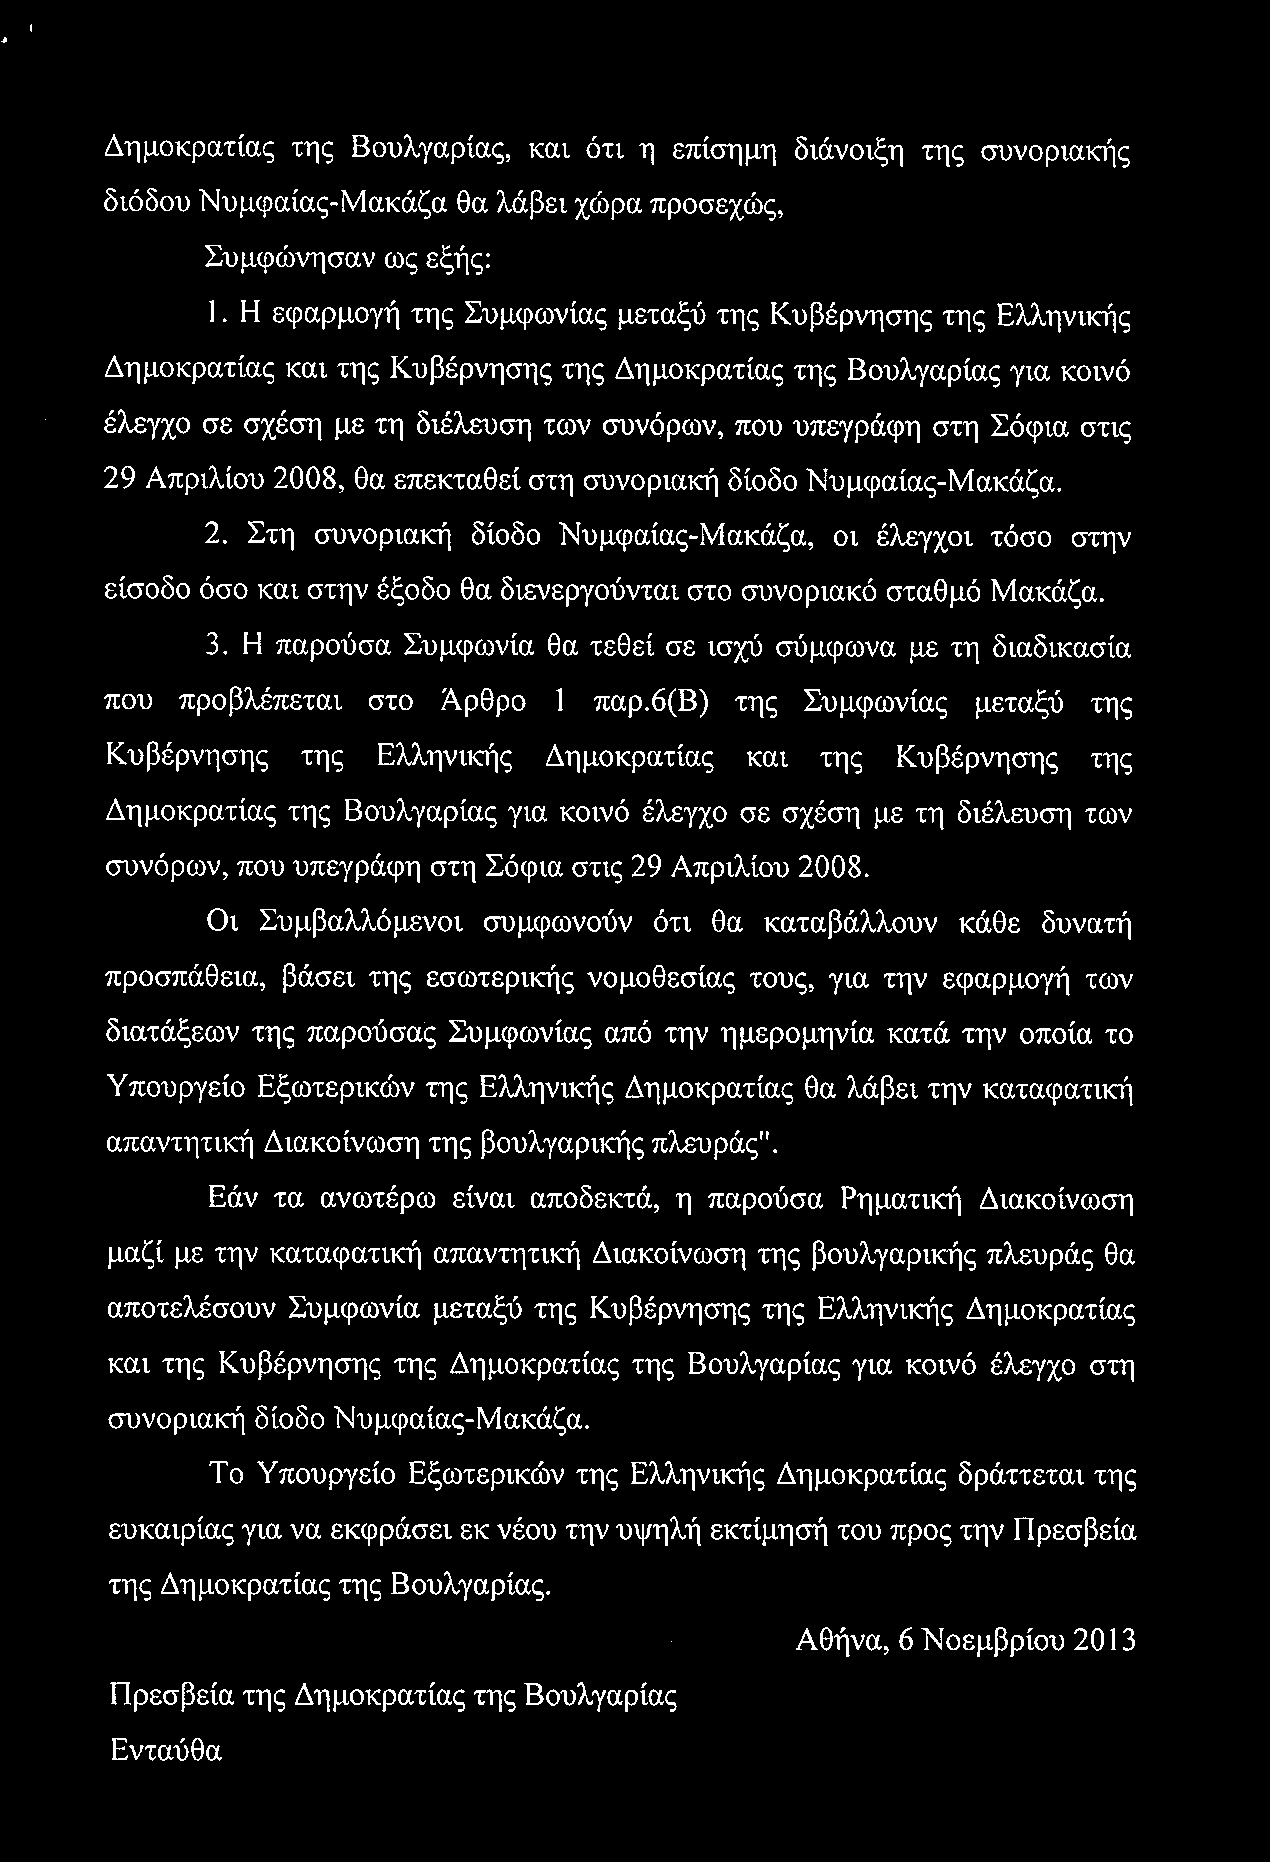 Δημοκρατίας της Βουλγαρίας, και ότι η επίσημη διάνοιξη της συνοριακής
διόδου Νυμφαίας-Μακάζα θα λάβει χώρα προσεχώς,
Συμφώνησαν ως εξής:
1. Η εφαρμογή της Συμφωνίας μεταξύ της Κυβέρνησης της Ελληνικής
Δημοκρατίας και της Κυβέρνησης της Δημοκρατίας της Βουλγαρίας για κοινό
έλεγχο σε σχέση με τη διέλευση των συνόρων, που υπεγράφη στη Σόφια στις
29 Απριλίου 2008, θα επεκταθεί στη συνοριακή δίοδο Νυμφαίας-Μακάζα.
2. Στη συνοριακή δίοδο Νυμφαίας-Μακάζα, οι έλεγχοι τόσο στην
είσοδο όσο και στην έξοδο θα διενεργούνται στο συνοριακό σταθμό Μακάζα.
3. Η παρούσα Συμφωνία θα τεθεί σε ισχύ σύμφωνα με τη διαδικασία
που προβλέπεται στο Άρθρο 1 παρ.6(Β) της Συμφωνίας μεταξύ της
Κυβέρνησης της Ελληνικής Δημοκρατίας και της Κυβέρνησης της
Δημοκρατίας της Βουλγαρίας για κοινό έλεγχο σε σχέση με τη διέλευση των
συνόρων, που υπεγράφη στη Σόφια στις 29 Απριλίου 2008.
Οι Συμβαλλόμενοι συμφωνούν ότι θα καταβάλλουν κάθε δυνατή
προσπάθεια, βάσει της εσωτερικής νομοθεσίας τους, για την εφαρμογή των
διατάξεων της παρούσας Συμφωνίας από την ημερομηνία κατά την οποία το
Υπουργείο Εξωτερικών της Ελληνικής Δημοκρατίας θα λάβει την καταφατική
απαντητική Διακοίνωση της βουλγαρικής πλευράς".
Εάν τα ανωτέρω είναι αποδεκτά, η παρούσα Ρηματική Διακοίνωση
μαζί με την καταφατική απαντητική Διακοίνωση της βουλγαρικής πλευράς θα
αποτελέσουν Συμφωνία μεταξύ της Κυβέρνησης της Ελληνικής Δημοκρατίας
και της Κυβέρνησης της Δημοκρατίας της Βουλγαρίας για κοινό έλεγχο στη
συνοριακή δίοδο Νυμφαίας-Μακάζα.
Το Υπουργείο Εξωτερικών της Ελληνικής Δημοκρατίας δράττεται της
ευκαιρίας για να εκφράσει εκ νέου την υψηλή εκτίμησή του προς την Πρεσβεία
της Δημοκρατίας της Βουλγαρίας.
Αθήνα, 6 Νοεμβρίου 2013
Πρεσβεία της Δημοκρατίας της Βουλγαρίας
Ενταύθα